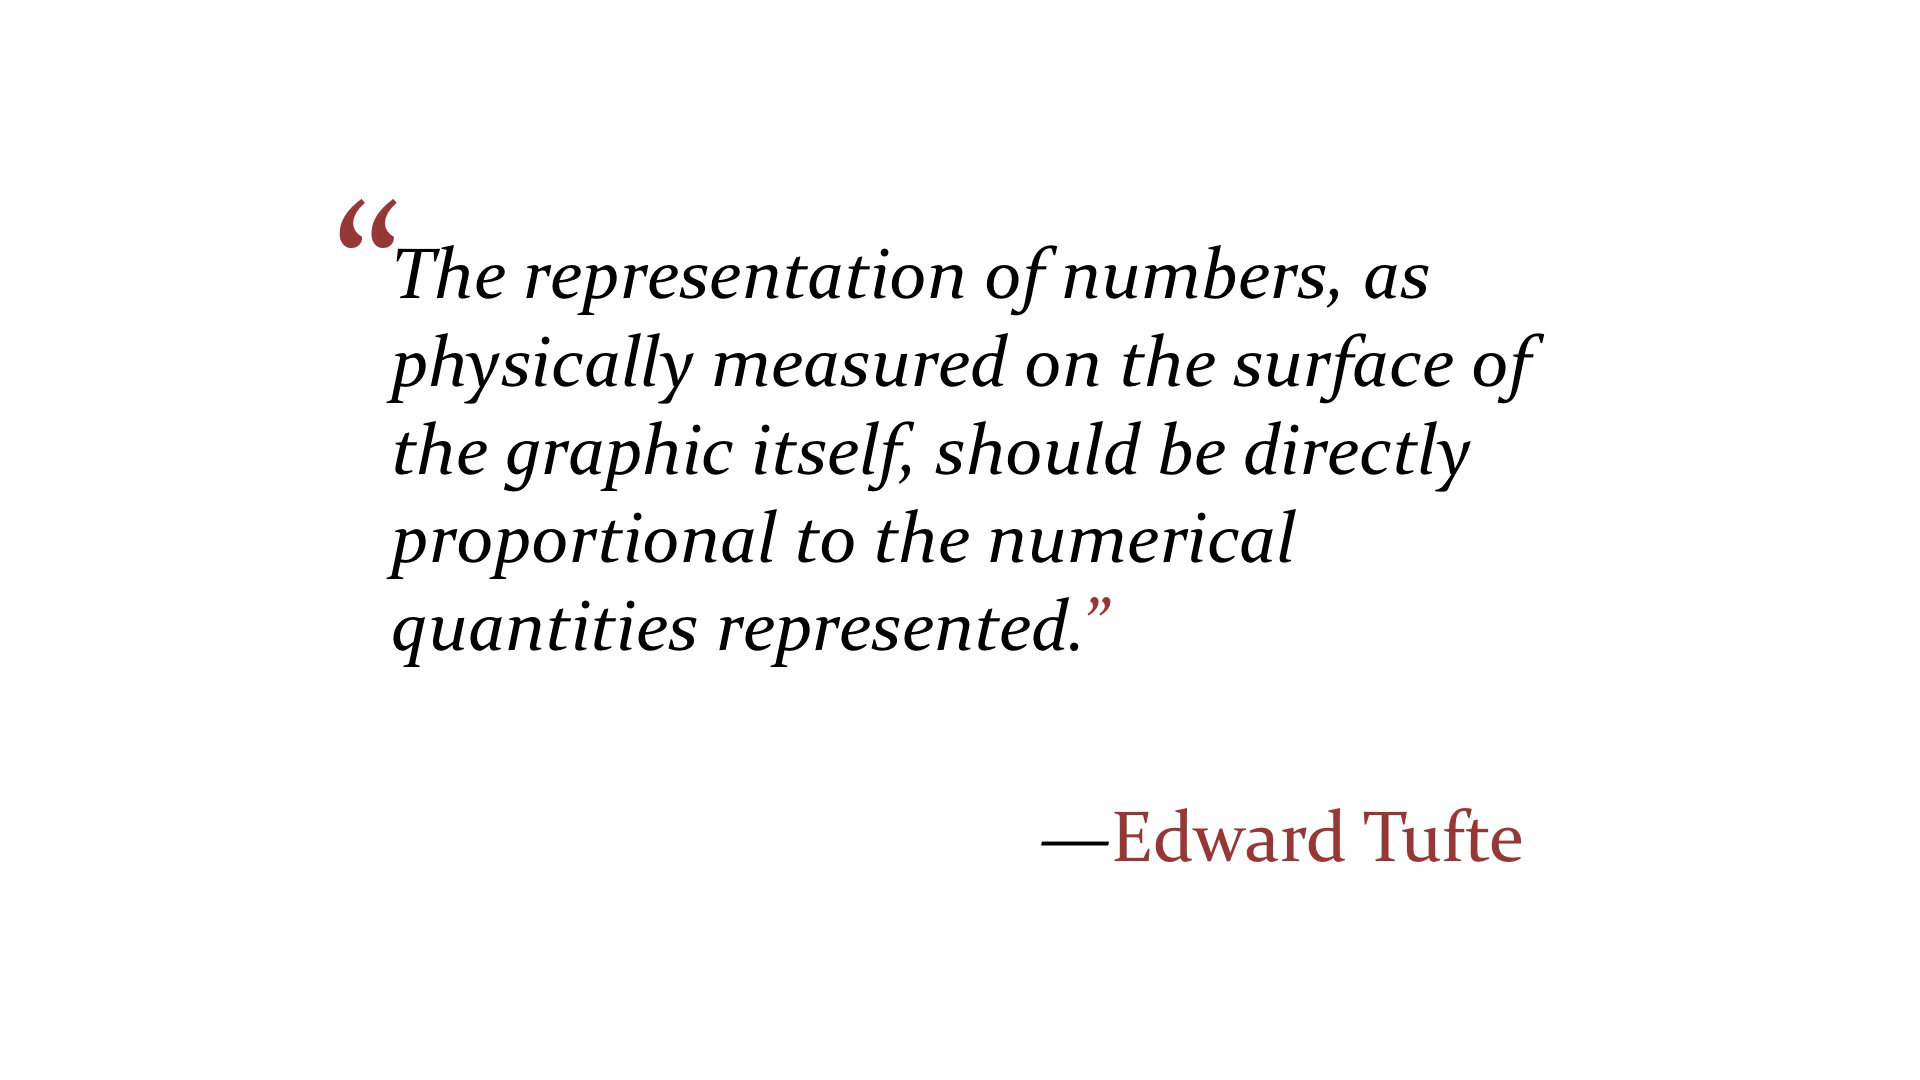 “The representation of numbers, as
physically measured on the surface of
the graphic itself, should be directly
proportional to the numerical
quantities represented.”
—Edward Tufte